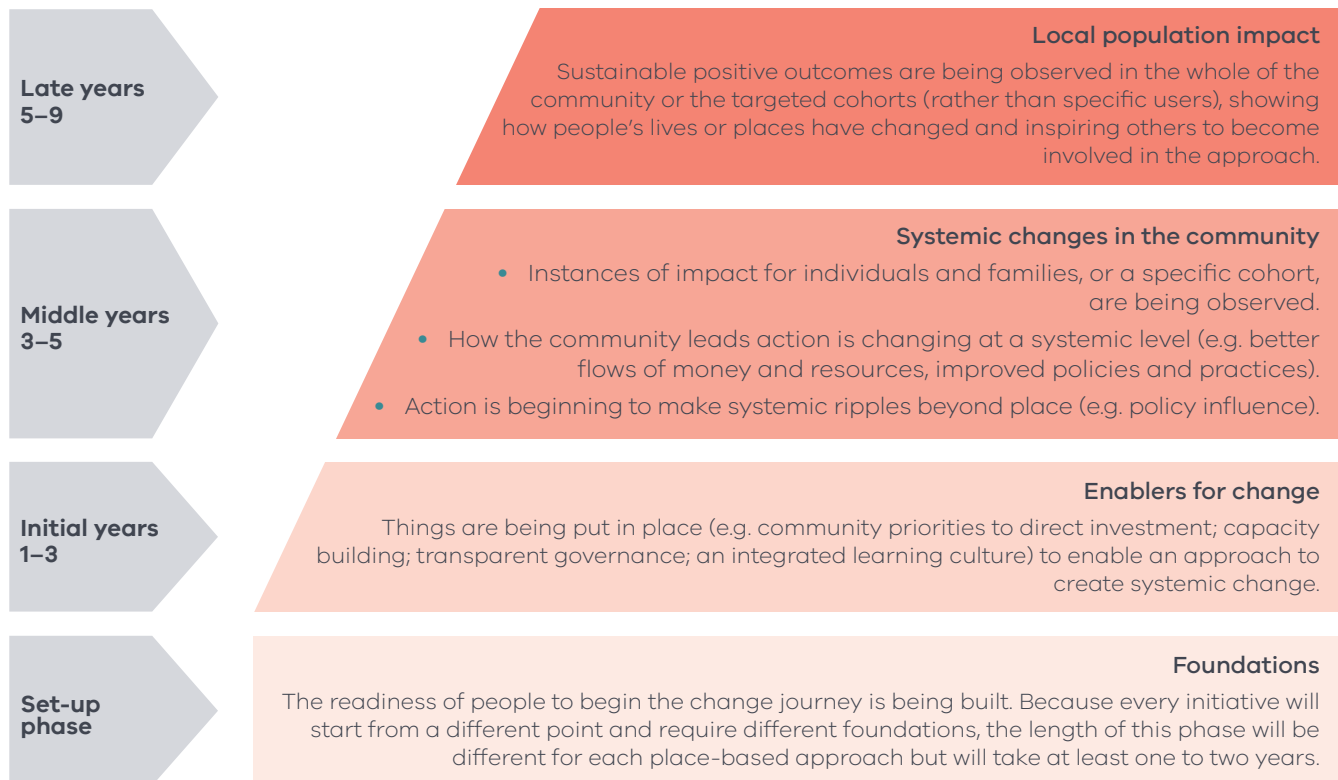 Late years
5–9
Local population impact
Sustainable positive outcomes are being observed in the whole of the
community or the targeted cohorts (rather than specific users), showing
how people’s lives or places have changed and inspiring others to become
involved in the approach.
Middle years
3–5
Systemic changes in the community
• Instances of impact for individuals and families, or a specific cohort,
are being observed.
• How the community leads action is changing at a systemic level (e.g. better
flows of money and resources, improved policies and practices).
• Action is beginning to make systemic ripples beyond place (e.g. policy influence).
Initial years
1–3
Enablers for change
Things are being put in place (e.g. community priorities to direct investment; capacity
building; transparent governance; an integrated learning culture) to enable an approach to
create systemic change.
Set-up
phase
Foundations
The readiness of people to begin the change journey is being built. Because every initiative will
start from a different point and require different foundations, the length of this phase will be
different for each place-based approach but will take at least one to two years.